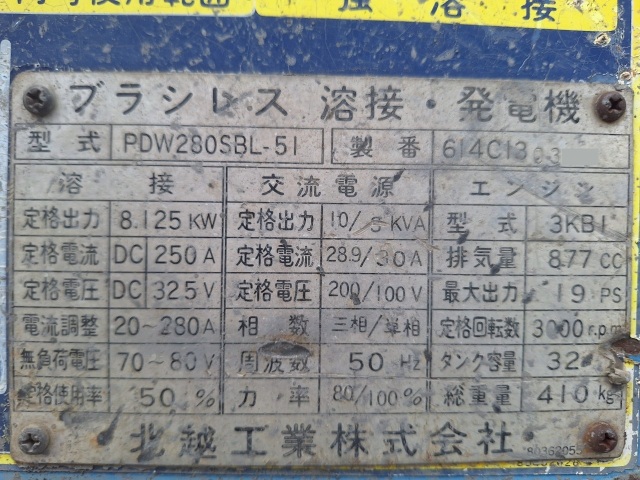 強 溶 接
ブラシレス 溶接・発電機
型式 PDW280SBL-51 製番 614C13
溶接 交流電源 エンジン
定格出力 8.125 KW 定格出力 10/3 KVA 型式 3KB1
定格電流 DC 250 A 定格電流 28.9/30 A 排気量 877 CC
定格電圧 DC 32.5 V 定格電圧 200/100 V 最大出力 19 PS
電流調整 20~280 A 相数 三相/単相 定格回転数 3000 r.p.m
無負荷電圧 70~80 V 周波数 50 Hz タンク容量 32
定格使用率 50 % 力率 80/100 % 総重量 410 kg
北越工業株式会社